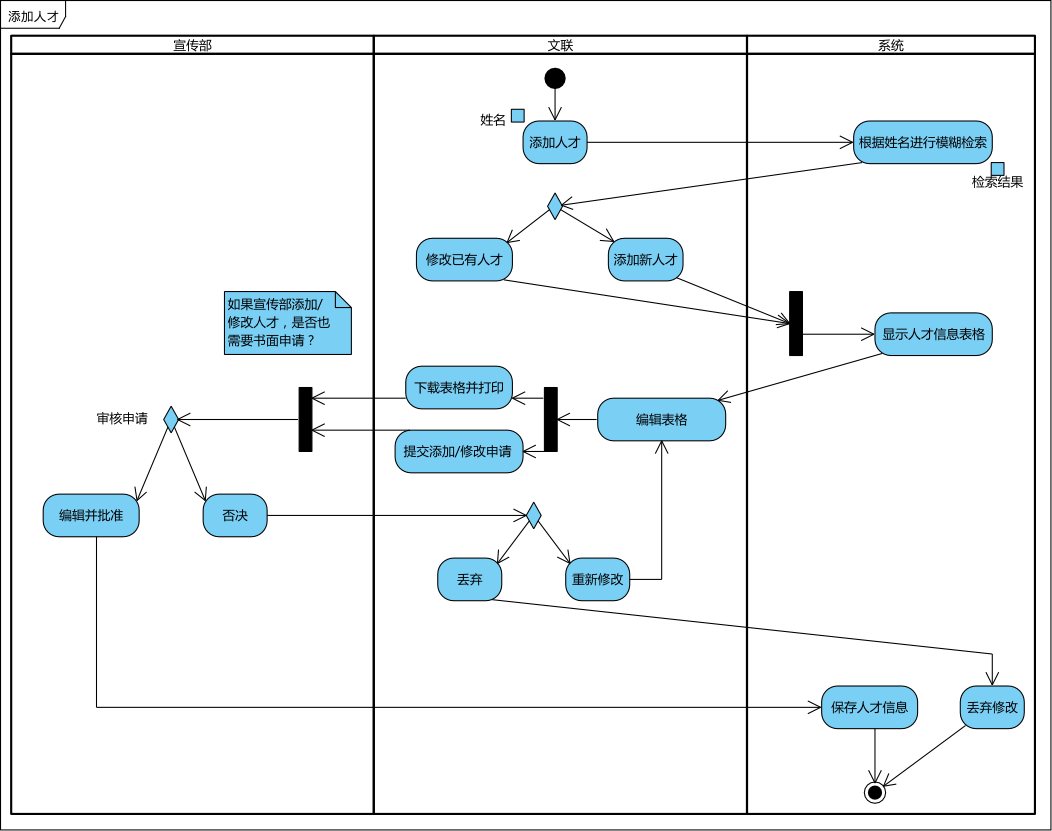 添加人才
宣传部
文联
系统
姓名
添加人才
根据姓名进行模糊检索
检索结果
修改已有人才
添加新人才
如果宣传部添加/
修改人才，是否也
需要书面申请？
显示人才信息表格
下载表格并打印
编辑表格
审核申请
提交添加/修改申请
编辑并批准
否决
丢弃
重新修改
保存人才信息
丢弃修改